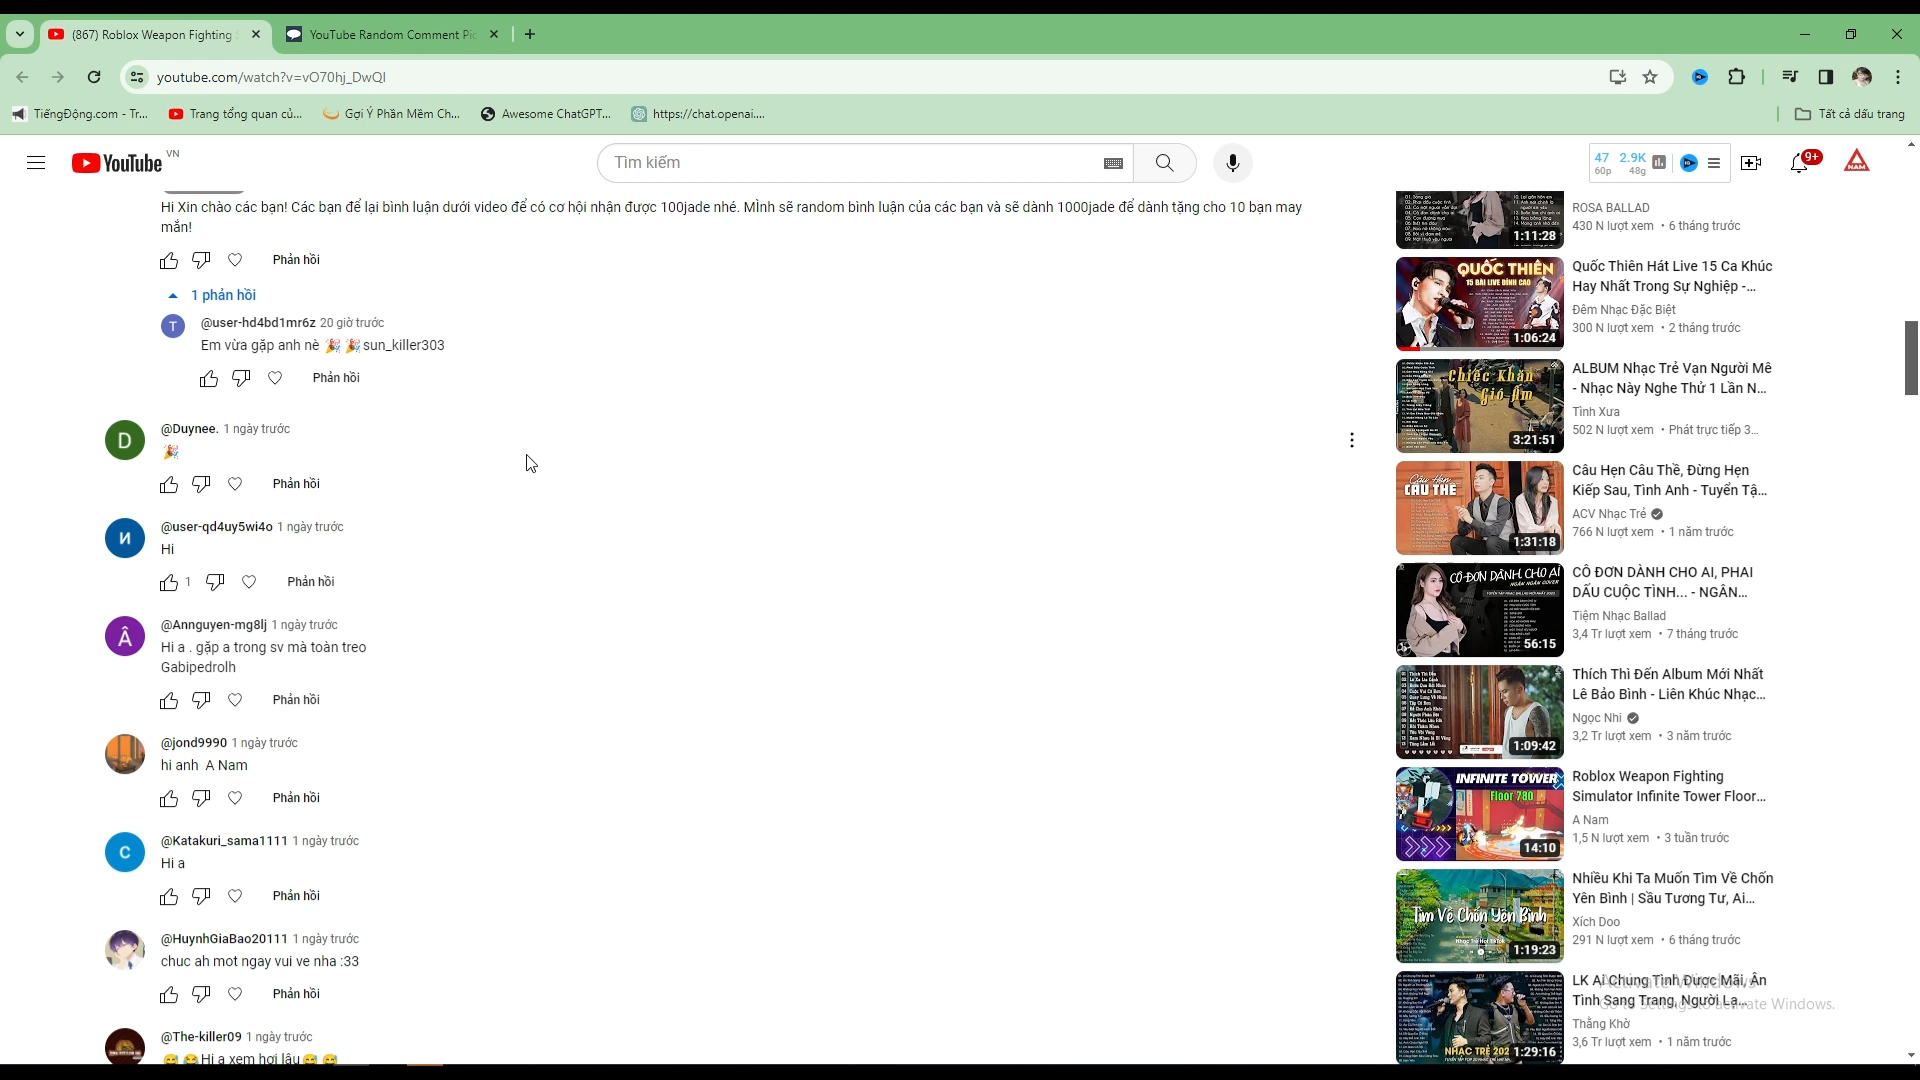 (867) Roblox Weapon Fighting S
YouTube Random Comment Pic
youtube.com/watch?v=vO70hj_DwQI
TiếngĐộng.com - Tr...
Trang tổng quan củ...
Gợi Ý Phần Mềm Ch...
Awesome ChatGPT...
https://chat.openai....
Tất cả dấu trang
YouTube VN
Tìm kiếm
47 2.9K
60p 48g
9+
NAM
Hi Xin chào các bạn! Các bạn để lại bình luận dưới video để có cơ hội nhận được 100jade nhé. Mình sẽ random bình luận của các bạn và sẽ dành 1000jade để dành tặng cho 10 bạn may
mắn!
Phản hồi
1 phản hồi
T
@user-hd4bd1mr6z 20 giờ trước
Em vừa gặp anh nè 🎉 🎉 sun_killer303
Phản hồi
D
@Duynee. 1 ngày trước
🎉
Phản hồi
И
@user-qd4uy5wi4o 1 ngày trước
Hi
1 Phản hồi
Â
@Annguyen-mg8lj 1 ngày trước
Hi a . gặp a trong sv mà toàn treo
Gabipedrolh
Phản hồi
@jond9990 1 ngày trước
hi anh A Nam
Phản hồi
C
@Katakuri_sama1111 1 ngày trước
Hi a
Phản hồi
@HuynhGiaBao20111 1 ngày trước
chuc ah mot ngay vui ve nha :33
Phản hồi
@The-killer09 1 ngày trước
😅 😂 Hi a xem hơi lâu 😅 😅
1:11:28
ROSA BALLAD
430 N lượt xem • 6 tháng trước
QUỐC THIÊN
15 BÀI LIVE ĐỈNH CAO
1:06:24
Quốc Thiên Hát Live 15 Ca Khúc
Hay Nhất Trong Sự Nghiệp -...
Đêm Nhạc Đặc Biệt
300 N lượt xem • 2 tháng trước
Chiếc Khăn
Gió Ấm
3:21:51
ALBUM Nhạc Trẻ Vạn Người Mê
- Nhạc Này Nghe Thử 1 Lần N...
Tình Xưa
502 N lượt xem • Phát trực tiếp 3...
Câu Hẹn
CÂU THỀ
1:31:18
Câu Hẹn Câu Thề, Đừng Hẹn
Kiếp Sau, Tình Anh - Tuyển Tậ...
ACV Nhạc Trẻ
766 N lượt xem • 1 năm trước
CÔ ĐƠN DÀNH CHO AI
NGÂN NGÂN COVER
56:15
CÔ ĐƠN DÀNH CHO AI, PHAI
DẤU CUỘC TÌNH... - NGÂN...
Tiệm Nhạc Ballad
3,4 Tr lượt xem • 7 tháng trước
1:09:42
Thích Thì Đến Album Mới Nhất
Lê Bảo Bình - Liên Khúc Nhạc...
Ngọc Nhi
3,2 Tr lượt xem • 3 năm trước
INFINITE TOWER
Floor 780
14:10
Roblox Weapon Fighting
Simulator Infinite Tower Floor...
A Nam
1,5 N lượt xem • 3 tuần trước
Tìm Về Chốn Yên Bình
1:19:23
Nhiều Khi Ta Muốn Tìm Về Chốn
Yên Bình | Sầu Tương Tư, Ai...
Xích Doo
291 N lượt xem • 6 tháng trước
NHẠC TRẺ 202
1:29:16
LK Ai Chung Tình Được Mãi, Ân
Tình Sang Trang, Người Lạ...
Thằng Khờ
3,6 Tr lượt xem • 1 năm trước
Activate Windows
Go to Settings to activate Windows.